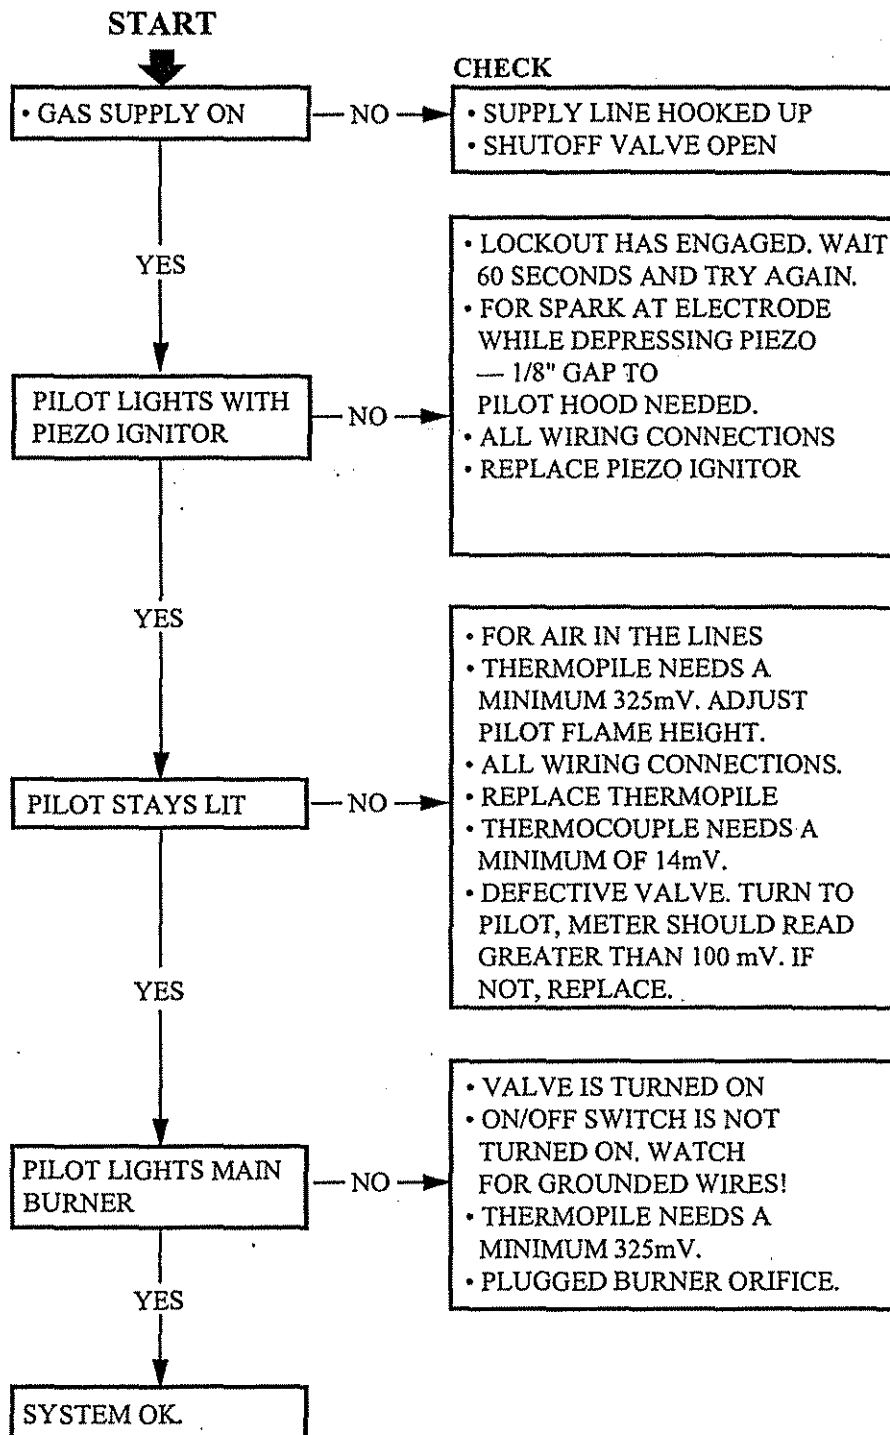 START
• GAS SUPPLY ON
NO
CHECK
• SUPPLY LINE HOOKED UP
• SHUTOFF VALVE OPEN
YES
PILOT LIGHTS WITH
PIEZO IGNITOR
NO
• LOCKOUT HAS ENGAGED. WAIT
60 SECONDS AND TRY AGAIN.
• FOR SPARK AT ELECTRODE
WHILE DEPRESSING PIEZO
— 1/8" GAP TO
PILOT HOOD NEEDED.
• ALL WIRING CONNECTIONS
• REPLACE PIEZO IGNITOR
YES
PILOT STAYS LIT
NO
• FOR AIR IN THE LINES
• THERMOPILE NEEDS A
MINIMUM 325mV. ADJUST
PILOT FLAME HEIGHT.
• ALL WIRING CONNECTIONS.
• REPLACE THERMOPILE
• THERMOCOUPLE NEEDS A
MINIMUM OF 14mV.
• DEFECTIVE VALVE. TURN TO
PILOT, METER SHOULD READ
GREATER THAN 100 mV. IF
NOT, REPLACE.
YES
PILOT LIGHTS MAIN
BURNER
NO
• VALVE IS TURNED ON
• ON/OFF SWITCH IS NOT
TURNED ON. WATCH
FOR GROUNDED WIRES!
• THERMOPILE NEEDS A
MINIMUM 325mV.
• PLUGGED BURNER ORIFICE.
YES
SYSTEM OK.